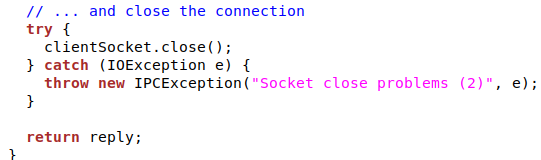 // ... and close the connection
try {
clientSocket.close();
} catch (IOException e) {
throw new IPCException("Socket close problems (2)", e);
}
return reply;
}